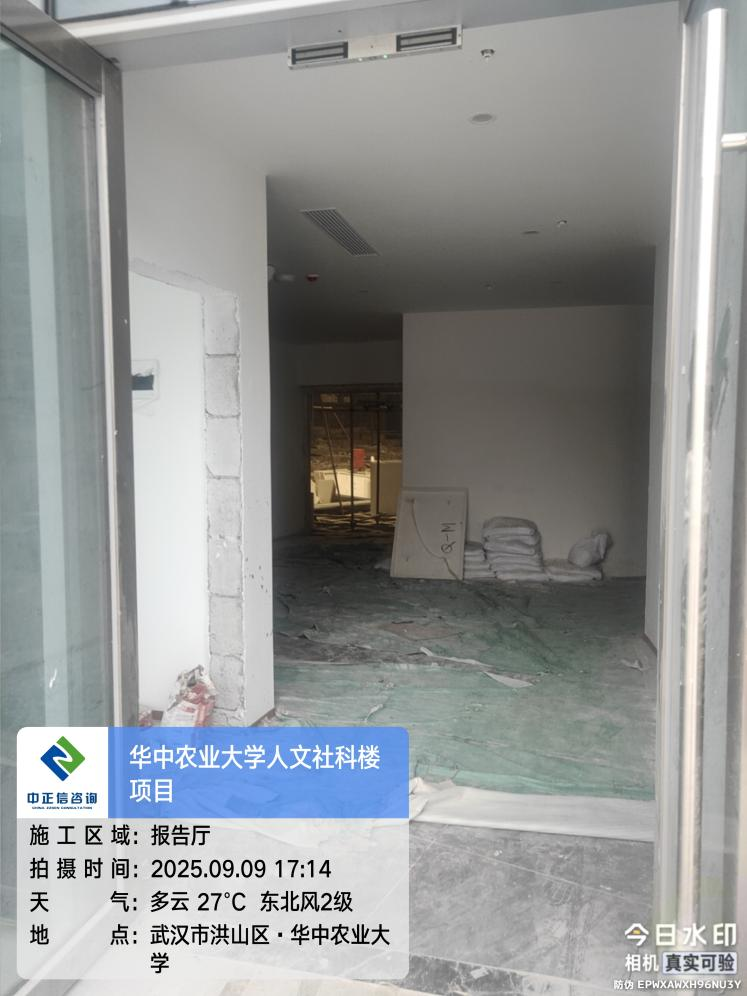 Q-M
中正信咨询
CHINA ZZXIN CONSULTATION
华中农业大学人文社科楼
项目
施工区域：报告厅
拍摄时间：2025.09.09 17:14
天气：多云 27℃ 东北风2级
地点：武汉市洪山区·华中农业大
学
今日水印
相机 真实可验
防伪 EPWXAWXH96NU3Y